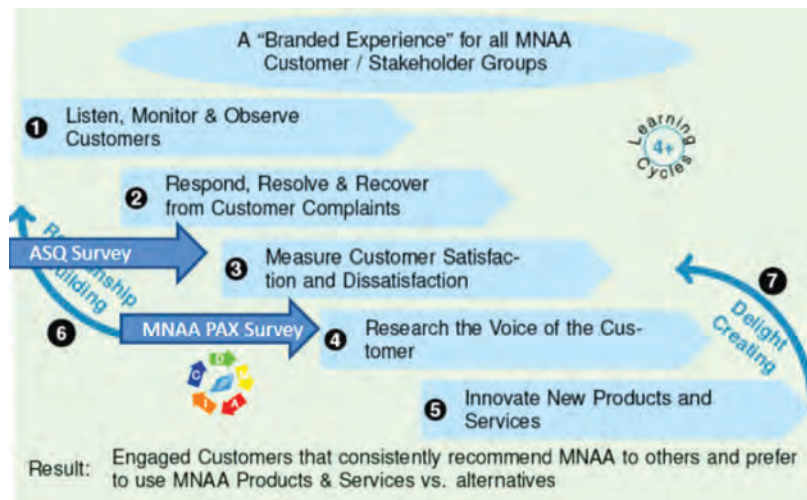 A “Branded Experience” for all MNAA
Customer / Stakeholder Groups
1 Listen, Monitor & Observe
Customers
Learning
4+
Cycles
2 Respond, Resolve & Recover
from Customer Complaints
ASQ Survey
3 Measure Customer Satisfac-
tion and Dissatisfaction
7
Delight
Creating
6
MNAA PAX Survey
4 Research the Voice of the Cus-
tomer
D
M
A
I
C
5 Innovate New Products and
Services
Result: Engaged Customers that consistently recommend MNAA to others and prefer
to use MNAA Products & Services vs. alternatives